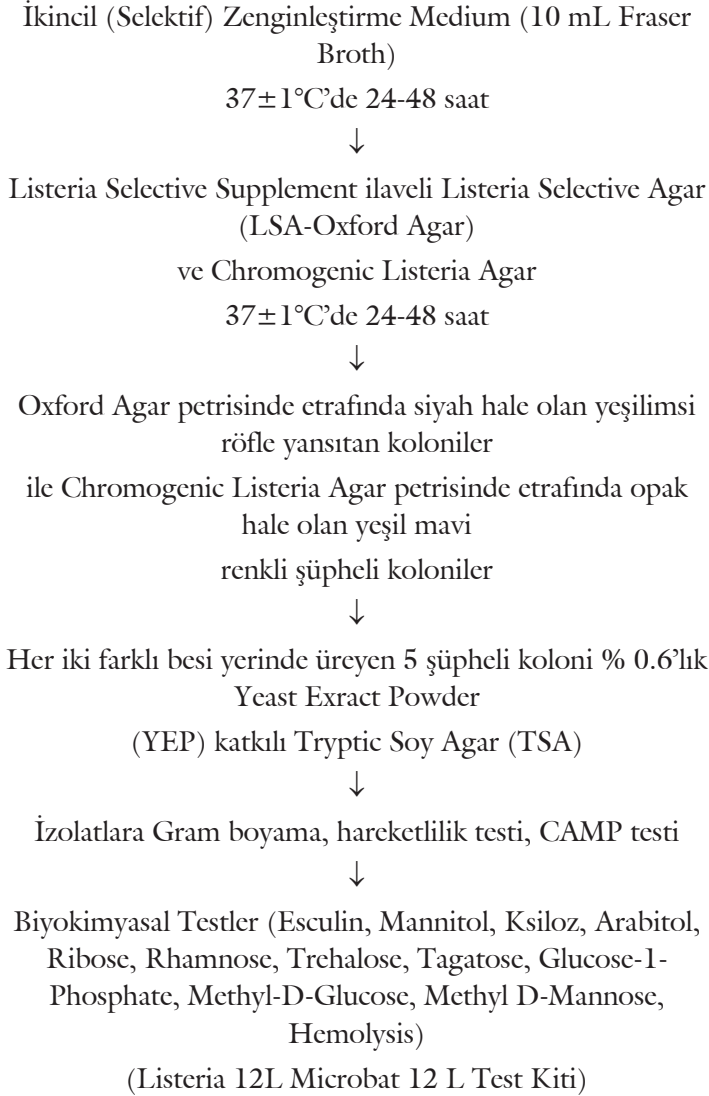 İkincil (Selektif) Zenginleştirme Medium (10 mL Fraser
Broth)
37±1°C’de 24-48 saat
↓
Listeria Selective Supplement ilaveli Listeria Selective Agar
(LSA-Oxford Agar)
ve Chromogenic Listeria Agar
37±1°C’de 24-48 saat
↓
Oxford Agar petrisinde etrafında siyah hale olan yeşilimsi
röfle yansıtan koloniler
ile Chromogenic Listeria Agar petrisinde etrafında opak
hale olan yeşil mavi
renkli şüpheli koloniler
↓
Her iki farklı besi yerinde üreyen 5 şüpheli koloni % 0.6’lık
Yeast Exract Powder
(YEP) katkılı Tryptic Soy Agar (TSA)
↓
İzolatlara Gram boyama, hareketlilik testi, CAMP testi
↓
Biyokimyasal Testler (Esculin, Mannitol, Ksiloz, Arabitol,
Ribose, Rhamnose, Trehalose, Tagatose, Glucose-1-
Phosphate, Methyl-D-Glucose, Methyl D-Mannose,
Hemolysis)
(Listeria 12L Microbat 12 L Test Kiti)